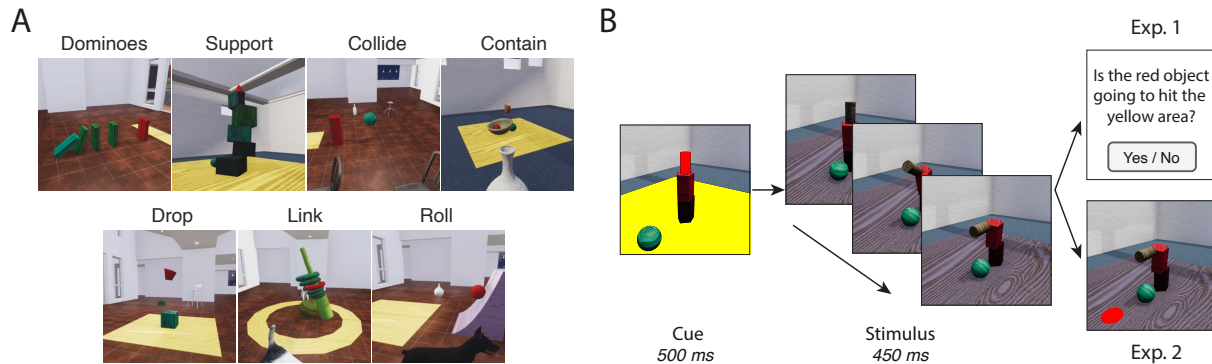 A
Dominoes
Support
Collide
Contain
Drop
Link
Roll
B
Cue
500 ms
Stimulus
450 ms
Exp. 1
Is the red object
going to hit the
yellow area?
Yes / No
Exp. 2